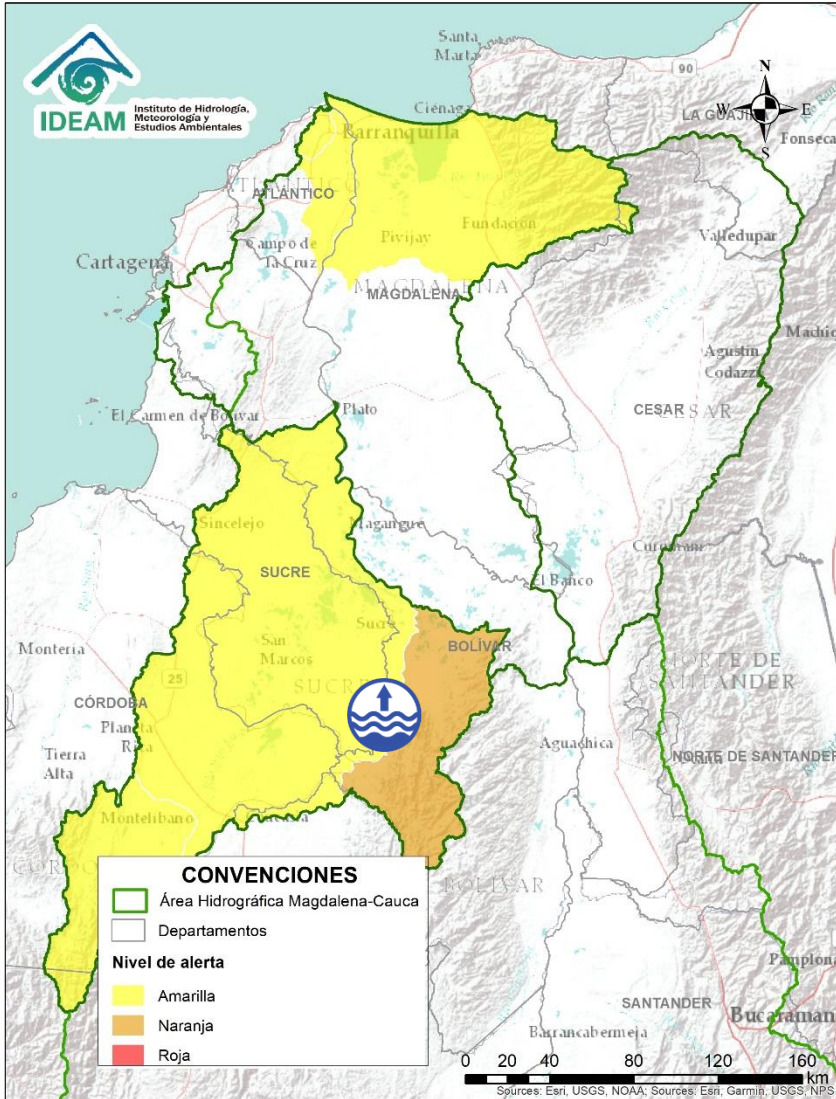 IDEAM
Instituto de Hidrología,
Meteorología y
Estudios Ambientales
Santa
Marta
90
N
W
E
S
Ciénaga
LA GUAJI
Barranquilla
Fonseca
ATLÁNTICO
Fundación
Pivijay
Valledupar
Campo de
la Cruz
Cartagena
MAGDALENA
MAGDALENA
Agustín
Codazzi
CESAR
El Carmen de Bolívar
Plato
Sincelejo
Magangue
SUCRE
El Banco
Sucre
BOLÍVAR
Montería
San
Marcos
NORTE DE
SANTANDER
25
SUCRE
CÓRDOBA
Planeta
Rica
Aguachica
Tierra
Alta
NORTE DE SANTANDER
Montelíbano
BOLÍVAR
CONVENCIONES
Área Hidrográfica Magdalena-Cauca
Departamentos
Nivel de alerta
Amarilla
Naranja
Roja
Pamplona
SANTANDER
Bucaraman
Barrancabermeja
0 20 40 80 120 160
km
Sources: Esri, USGS, NOAA; Sources: Esri, Garmin, USGS, NPS